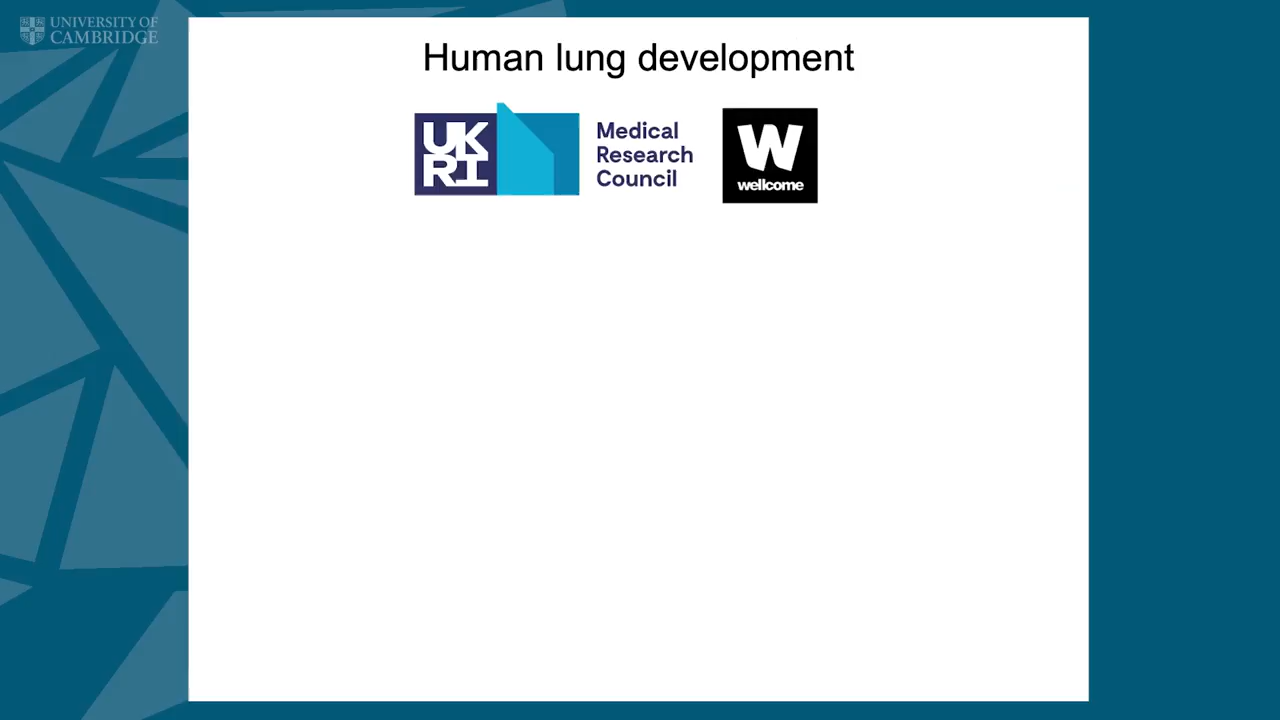 UNIVERSITY OF
CAMBRIDGE
Human lung development
UK
RI
Medical
Research
Council
W
wellcome